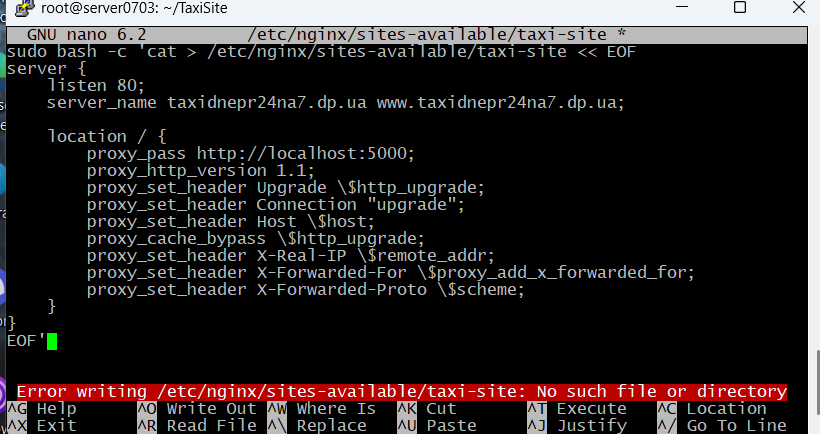 root@server0703: ~/TaxiSite
GNU nano 6.2 /etc/nginx/sites-available/taxi-site *
sudo bash -c 'cat > /etc/nginx/sites-available/taxi-site << EOF
server {
    listen 80;
    server_name taxidnepr24na7.dp.ua www.taxidnepr24na7.dp.ua;

    location / {
        proxy_pass http://localhost:5000;
        proxy_http_version 1.1;
        proxy_set_header Upgrade \$http_upgrade;
        proxy_set_header Connection "upgrade";
        proxy_set_header Host \$host;
        proxy_cache_bypass \$http_upgrade;
        proxy_set_header X-Real-IP \$remote_addr;
        proxy_set_header X-Forwarded-For \$proxy_add_x_forwarded_for;
        proxy_set_header X-Forwarded-Proto \$scheme;
    }
}
EOF'
Error writing /etc/nginx/sites-available/taxi-site: No such file or directory
^G Help ^O Write Out ^W Where Is ^K Cut ^T Execute ^C Location
^X Exit ^R Read File ^\ Replace ^U Paste ^J Justify ^/ Go To Line